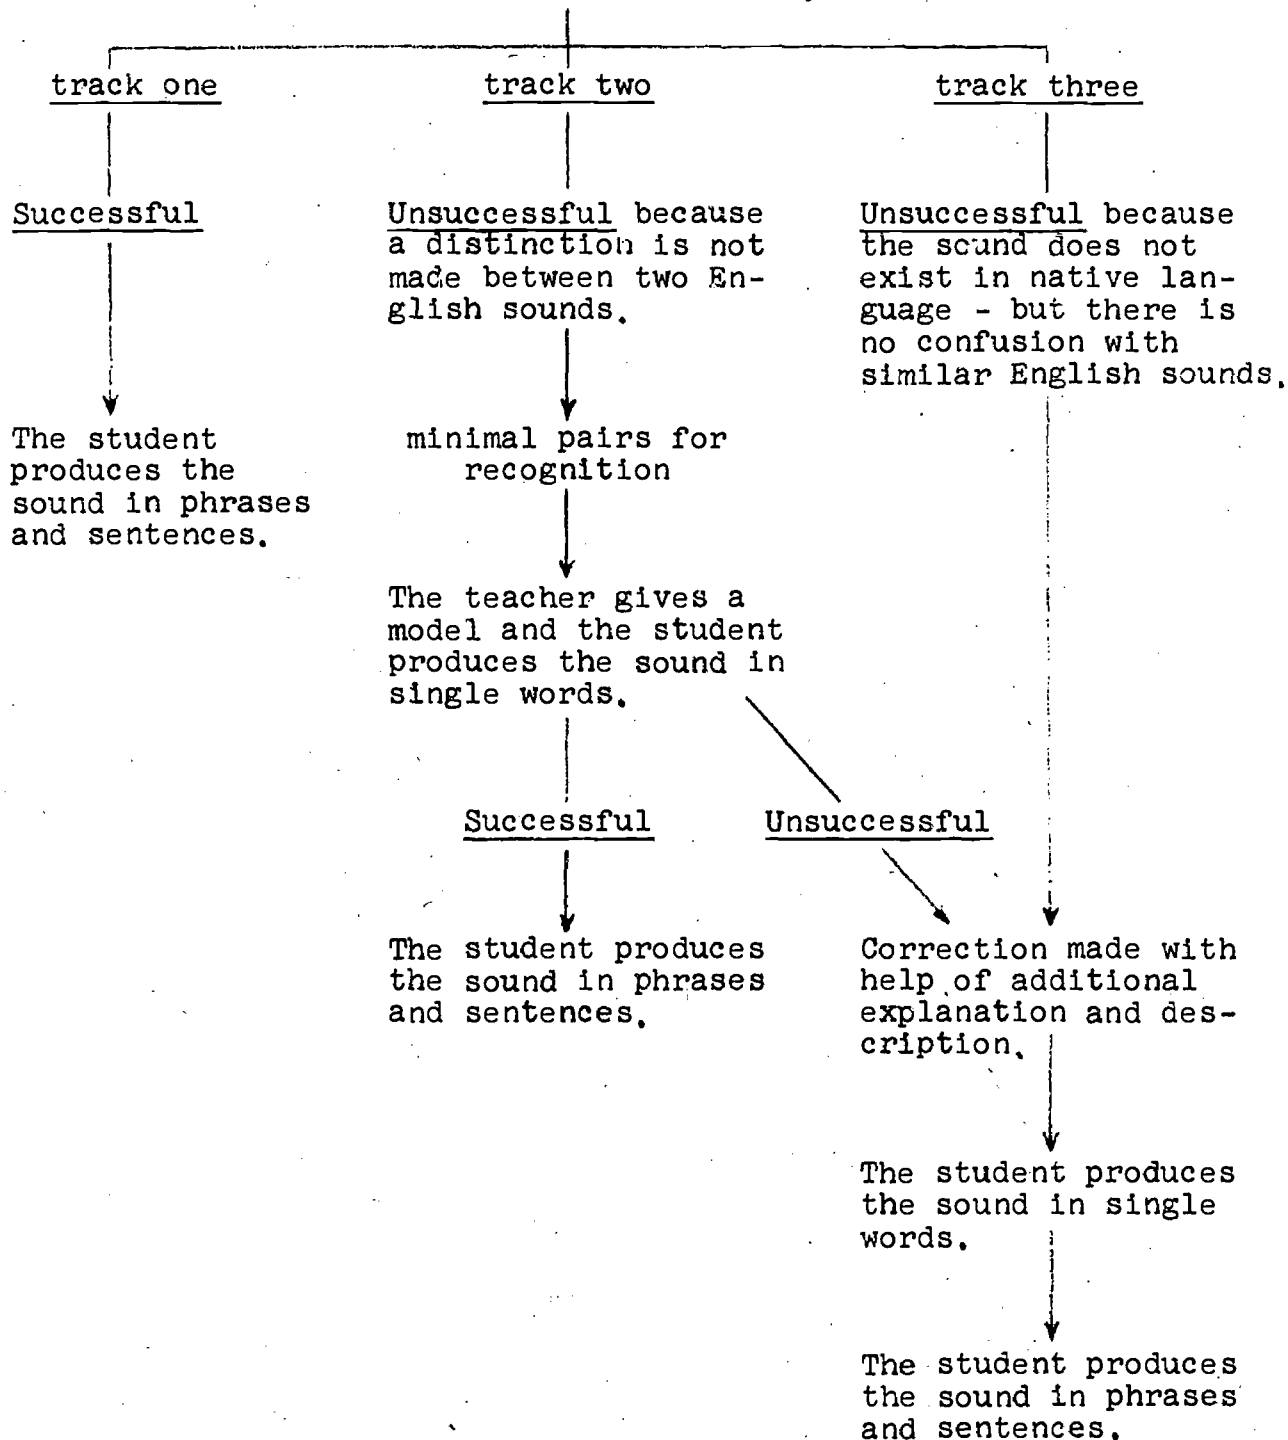 track one
track two
track three
Successful
Unsuccessful because
a distinction is not
made between two En-
glish sounds.
Unsuccessful because
the sound does not
exist in native lan-
guage - but there is
no confusion with
similar English sounds.
The student
produces the
sound in phrases
and sentences.
minimal pairs for
recognition
The teacher gives a
model and the student
produces the sound in
single words.
Successful
Unsuccessful
The student produces
the sound in phrases
and sentences.
Correction made with
help of additional
explanation and des-
cription.
The student produces
the sound in single
words.
The student produces
the sound in phrases
and sentences.